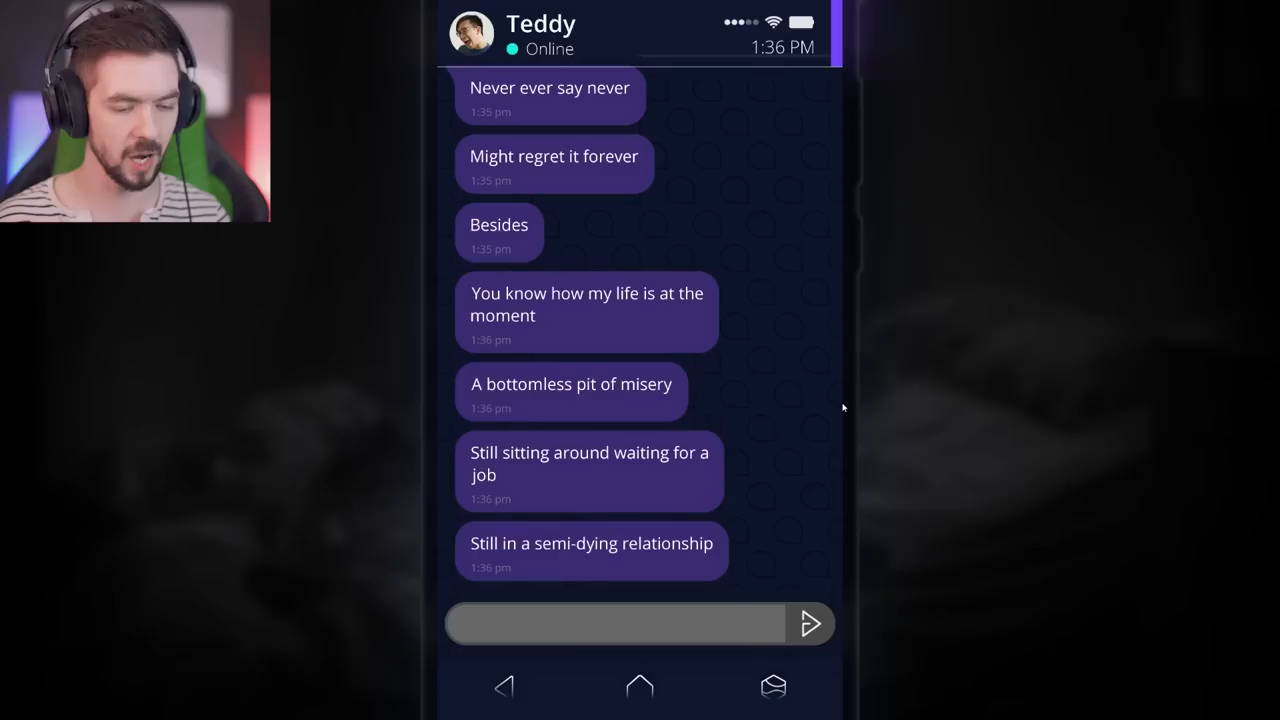 Teddy
Online
1:36 PM
Never ever say never
1:35 pm
Might regret it forever
1:35 pm
Besides
1:35 pm
You know how my life is at the
moment
1:36 pm
A bottomless pit of misery
1:36 pm
Still sitting around waiting for a
job
1:36 pm
Still in a semi-dying relationship
1:36 pm